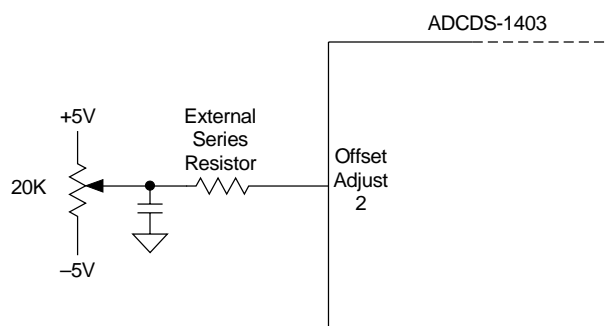 ADCDS-1403
+5V
External
Series
Resistor
Offset
Adjust
2
20K
–5V